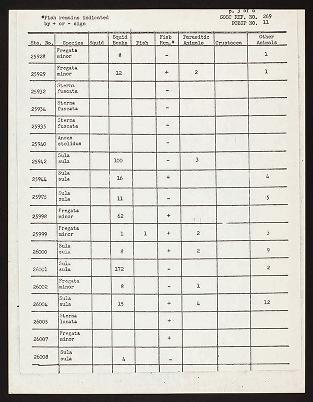 p. 3 of 6
*Fish remains indicated GOOC REF. NO. 269
by + or - sign POBSP NO. 11
Squid Fish Parasitic Other
Sta. No. Species Squid Beaks Fish Rem.* Animals Crustacea Animals
25928 Fregata minor 8 - 1
25929 Fregata minor 12 + 2 1
25932 Sterna fuscata -
25934 Sterna fuscata -
25935 Sterna fuscata -
25940 Anous stolidus -
25942 Sula sula 100 - 3
25944 Sula sula 16 + 4
25975 Sula sula 11 - 5
25998 Fregata minor 62 +
25999 Fregata minor 1 1 + 2 3
26000 Sula sula 8 + 2 9
26001 Sula sula 172 - 2
26002 Fregata minor 8 - 1
26004 Sula sula 15 + 4 12
26005 Sterna lunata +
26007 Fregata minor +
26008 Sula sula 4 -